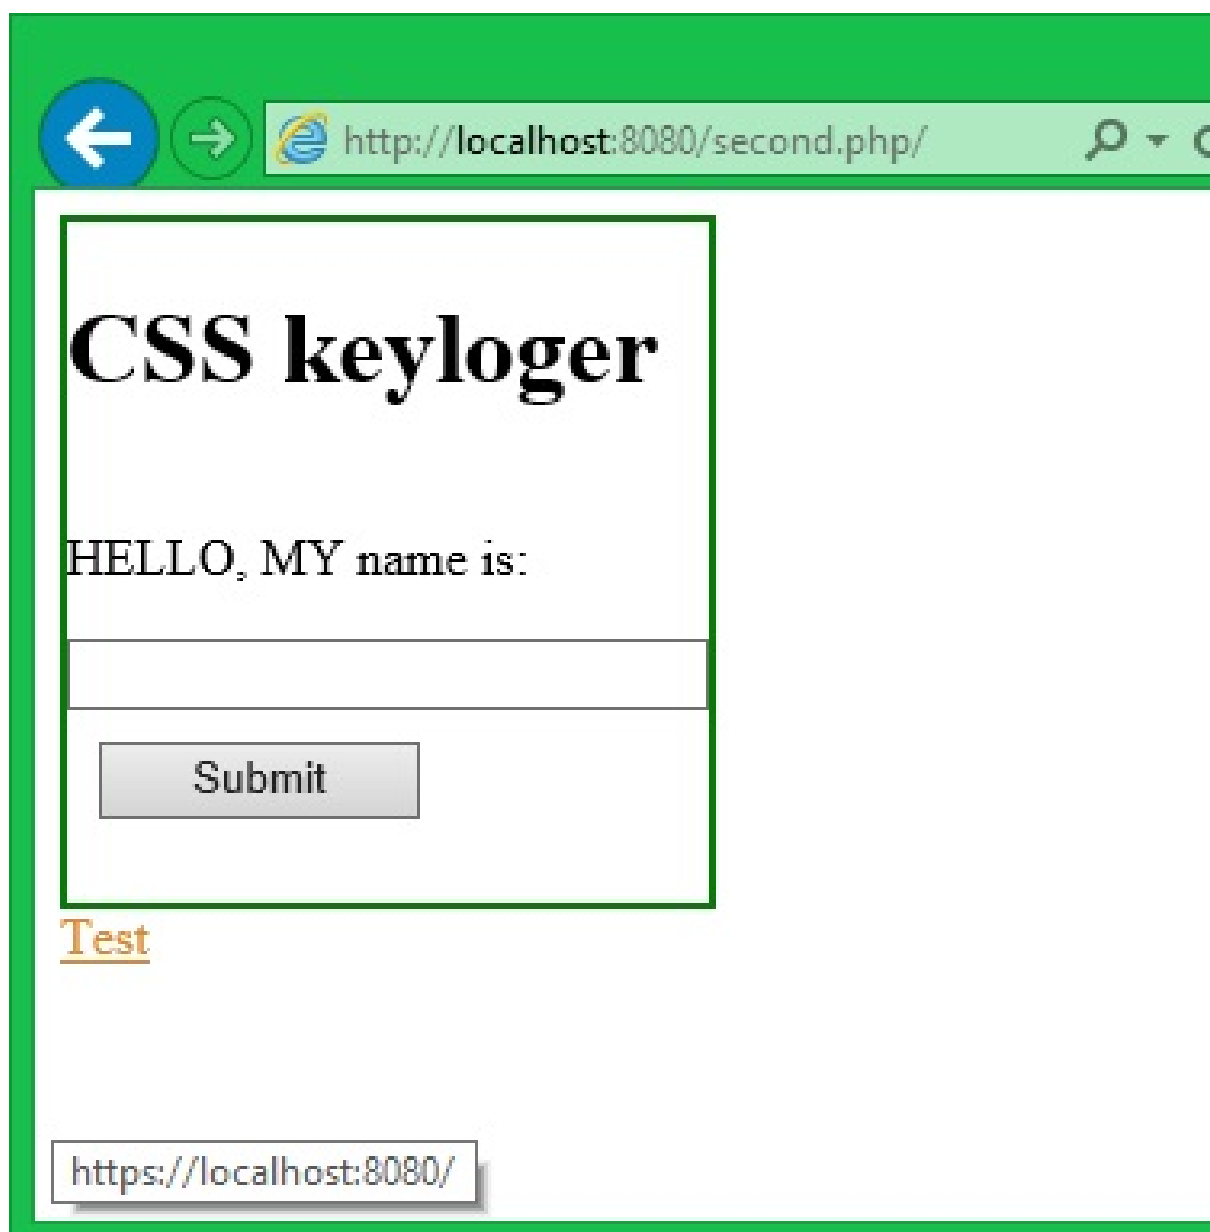 http://localhost:8080/second.php/
CSS keyloger
HELLO, MY name is:
Submit
Test
https://localhost:8080/